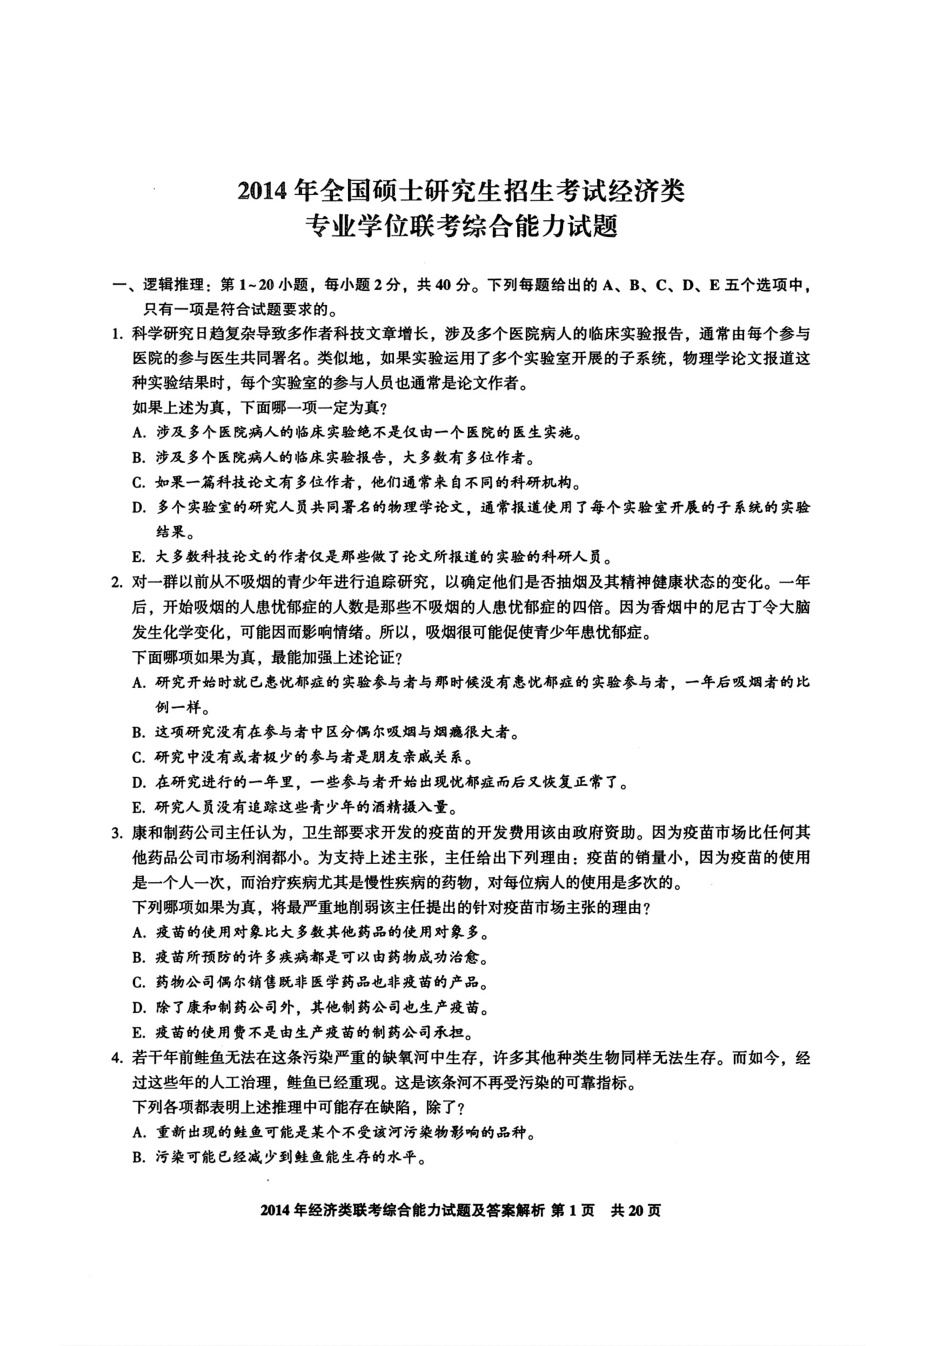 2014 年全国硕士研究生招生考试经济类
专业学位联考综合能力试题
一、逻辑推理：第 1~20 小题，每小题 2 分，共 40 分。下列每题给出的 A、B、C、D、E 五个选项中，
只有一项是符合试题要求的。
1. 科学研究日趋复杂导致多作者科技文章增长，涉及多个医院病人的临床实验报告，通常由每个参与
医院的参与医生共同署名。类似地，如果实验运用了多个实验室开展的子系统，物理学论文报道这
种实验结果时，每个实验室的参与人员也通常是论文作者。
如果上述为真，下面哪一项一定为真？
A. 涉及多个医院病人的临床实验绝不是仅由一个医院的医生实施。
B. 涉及多个医院病人的临床实验报告，大多数有多位作者。
C. 如果一篇科技论文有多位作者，他们通常来自不同的科研机构。
D. 多个实验室的研究人员共同署名的物理学论文，通常报道使用了每个实验室开展的子系统的实验
结果。
E. 大多数科技论文的作者仅是那些做了论文所报道的实验的科研人员。
2. 对一群以前从不吸烟的青少年进行追踪研究，以确定他们是否抽烟及其精神健康状态的变化。一年
后，开始吸烟的人患忧郁症的人数是那些不吸烟的人患忧郁症的四倍。因为香烟中的尼古丁令大脑
发生化学变化，可能因而影响情绪。所以，吸烟很可能促使青少年患忧郁症。
下面哪项如果为真，最能加强上述论证？
A. 研究开始时就已患忧郁症的实验参与者与那时候没有患忧郁症的实验参与者，一年后吸烟者的比
例一样。
B. 这项研究没有在参与者中区分偶尔吸烟与烟瘾很大者。
C. 研究中没有或者极少的参与者是朋友亲戚关系。
D. 在研究进行的一年里，一些参与者开始出现忧郁症而后又恢复正常了。
E. 研究人员没有追踪这些青少年的酒精摄入量。
3. 康和制药公司主任认为，卫生部要求开发的疫苗的开发费用该由政府资助。因为疫苗市场比任何其
他药品公司市场利润都小。为支持上述主张，主任给出下列理由：疫苗的销量小，因为疫苗的使用
是一个人一次，而治疗疾病尤其是慢性疾病的药物，对每位病人的使用是多次的。
下列哪项如果为真，将最严重地削弱该主任提出的针对疫苗市场主张的理由？
A. 疫苗的使用对象比大多数其他药品的使用对象多。
B. 疫苗所预防的许多疾病都是可以由药物成功治愈。
C. 药物公司偶尔销售既非医学药品也非疫苗的产品。
D. 除了康和制药公司外，其他制药公司也生产疫苗。
E. 疫苗的使用费不是由生产疫苗的制药公司承担。
4. 若干年前鲑鱼无法在这条污染严重的缺氧河中生存，许多其他种类生物同样无法生存。而如今，经
过这些年的人工治理，鲑鱼已经重现。这是该条河不再受污染的可靠指标。
下列各项都表明上述推理中可能存在缺陷，除了？
A. 重新出现的鲑鱼可能是某个不受该河污染物影响的品种。
B. 污染可能已经减少到鲑鱼能生存的水平。
2014 年经济类联考综合能力试题及答案解析 第 1 页 共 20 页